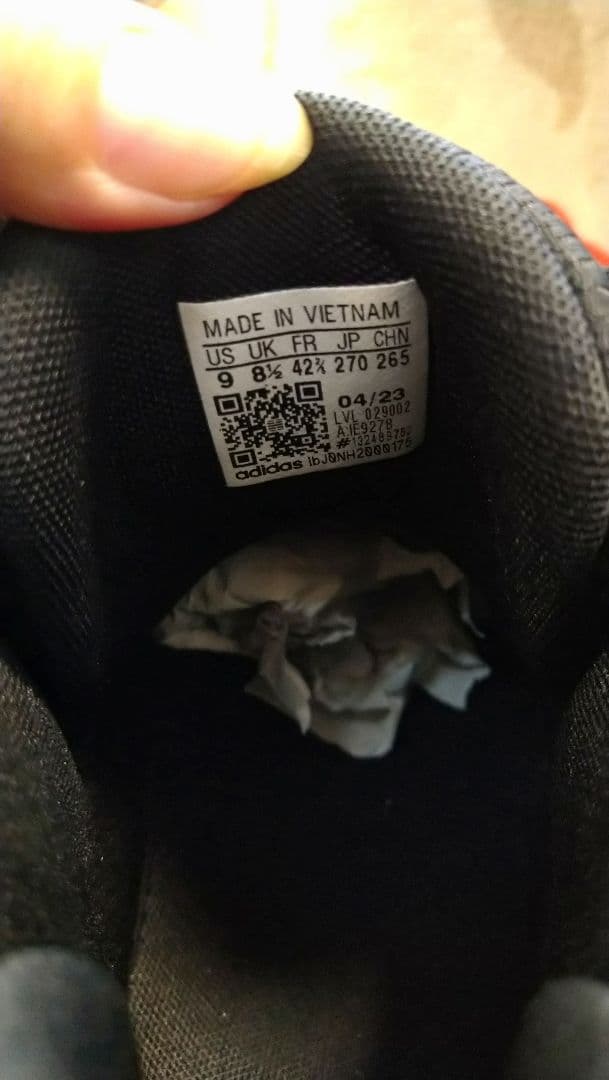 MADE IN VIETNAM
US UK FR JP CHN
9 8½ 42⅔ 270 265
04/23
LVL 029002
#13248978
adidas